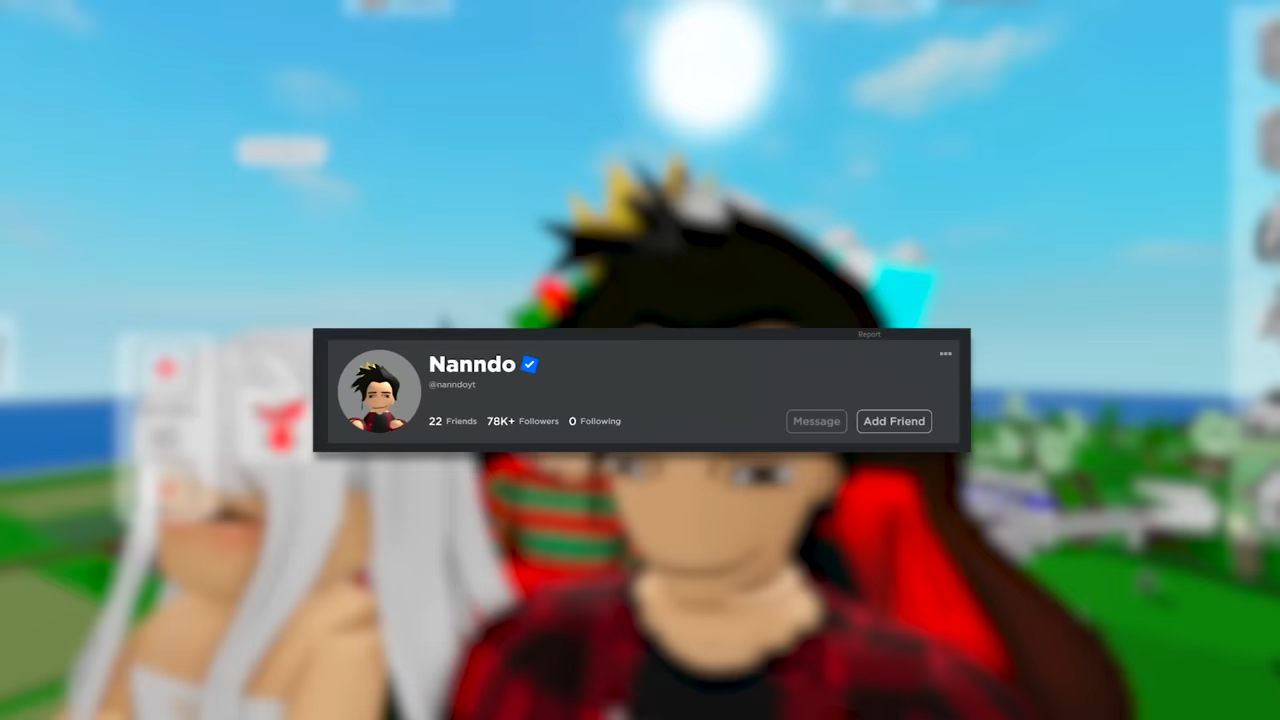 Report
Nanndo
@nanndoyt
22 Friends 78K+ Followers 0 Following
Message Add Friend